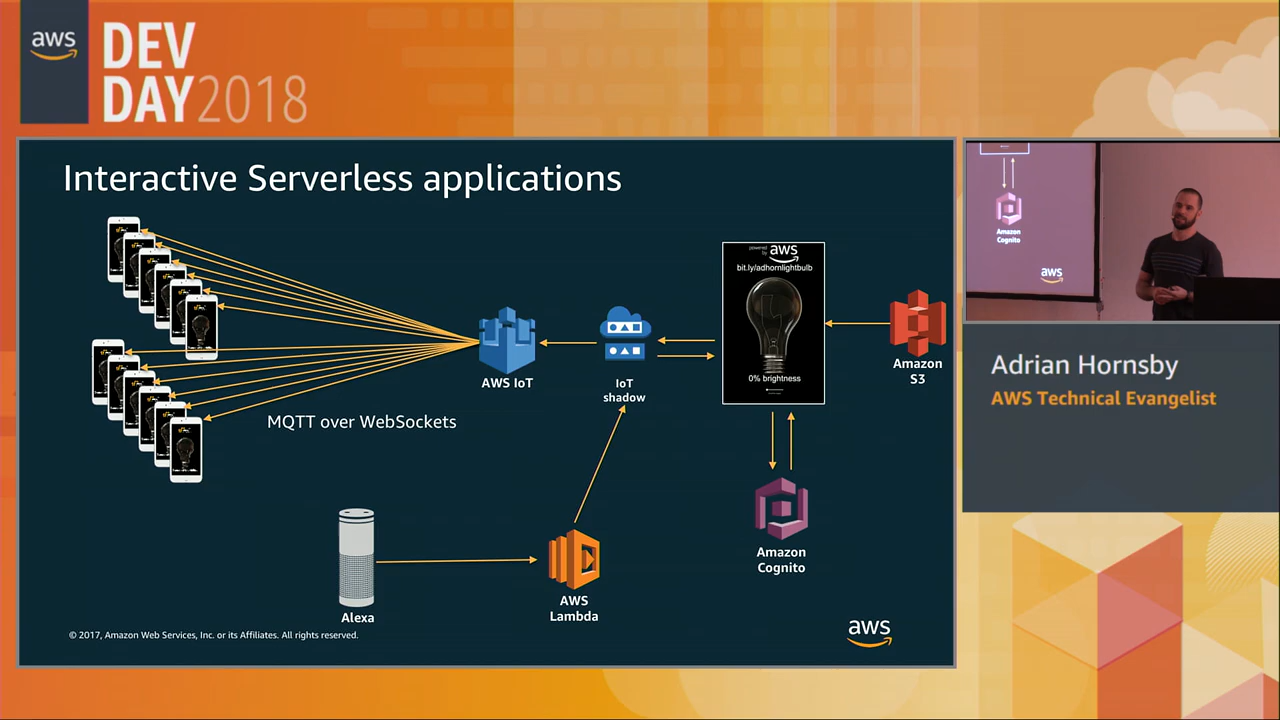 aws
DEV
DAY2018
Interactive Serverless applications
powered
by aws
bit.ly/adhornlightbulb
0% brightness
AWS IoT
IoT
shadow
Amazon
S3
MQTT over WebSockets
Amazon
Cognito
Alexa
AWS
Lambda
© 2017, Amazon Web Services, Inc. or its Affiliates. All rights reserved.
aws
Amazon
Cognito
aws
Adrian Hornsby
AWS Technical Evangelist